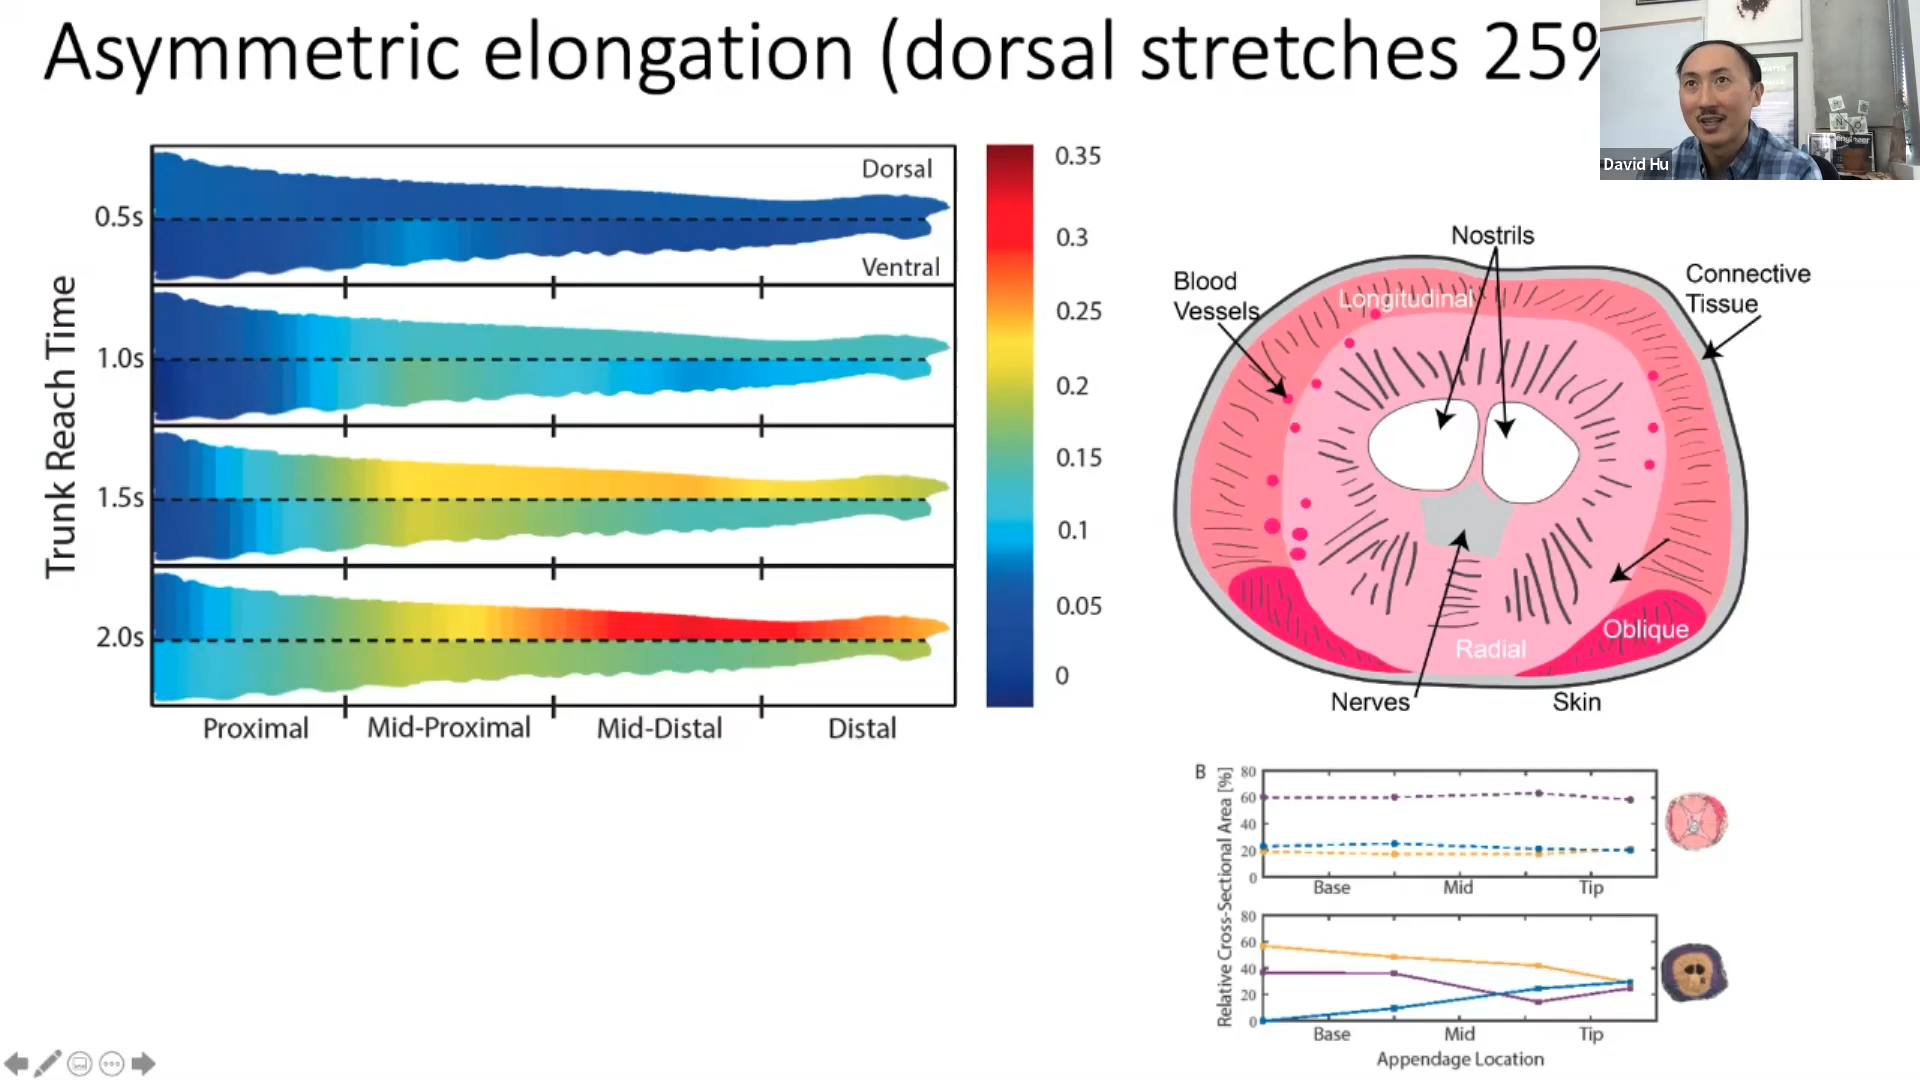 Asymmetric elongation (dorsal stretches 25%
David Hu
Trunk Reach Time
0.5s
1.0s
1.5s
2.0s
Dorsal
Ventral
Proximal
Mid-Proximal
Mid-Distal
Distal
0.35
0.3
0.25
0.2
0.15
0.1
0.05
0
Nostrils
Blood
Vessels
Connective
Tissue
Longitudinal
Oblique
Radial
Nerves
Skin
B
Relative Cross-Sectional Area [%]
80
60
40
20
0
Base
Mid
Tip
80
60
40
20
0
Base
Mid
Tip
Appendage Location